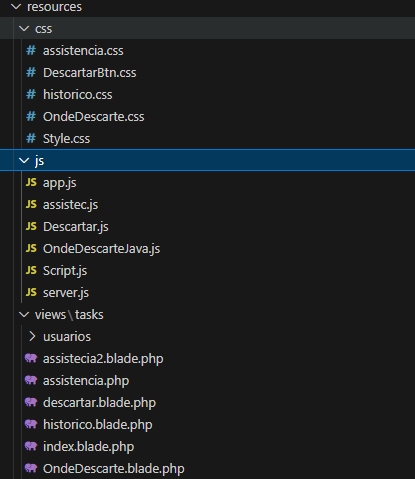 resources
css
# assistencia.css
# DescartarBtn.css
# historico.css
# OndeDescarte.css
# Style.css
js
JS app.js
JS assistec.js
JS Descartar.js
JS OndeDescarteJava.js
JS Script.js
JS server.js
views\tasks
usuarios
assistecia2.blade.php
assistencia.php
descartar.blade.php
historico.blade.php
index.blade.php
OndeDescarte.blade.php